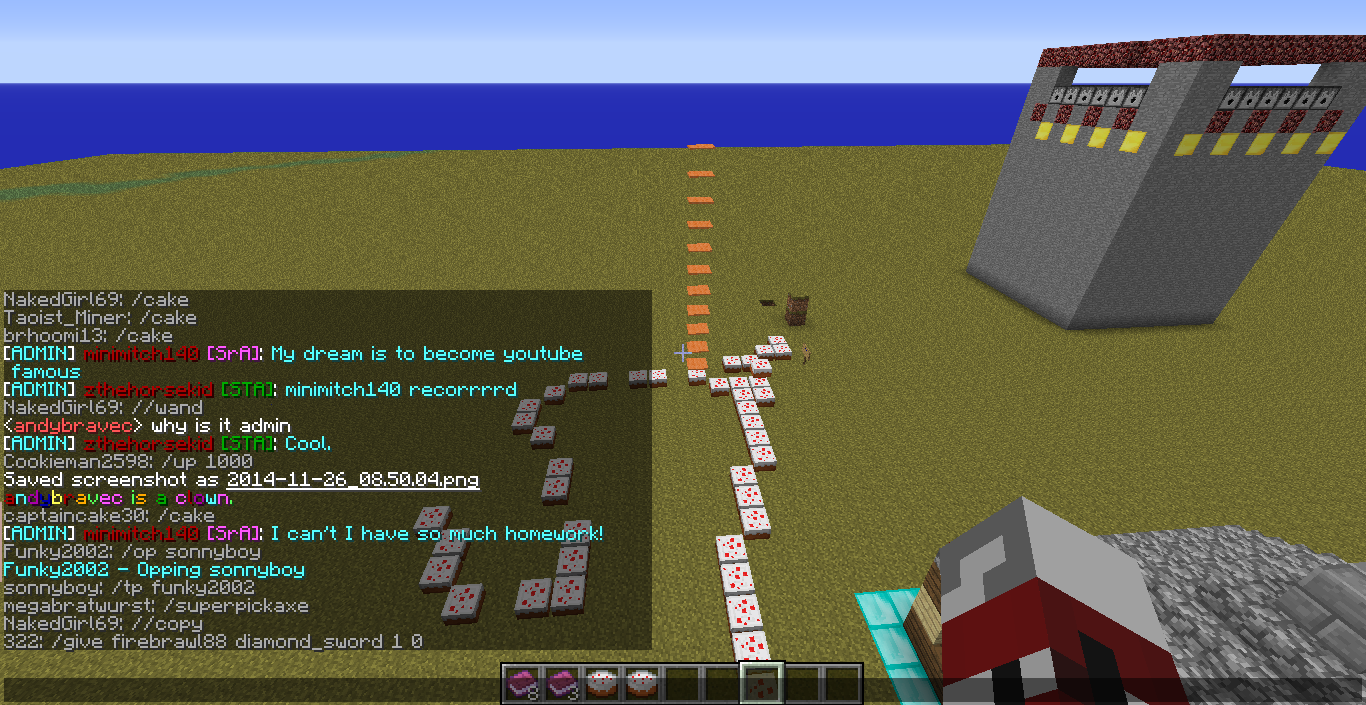 NakedGirl69: /cake
Taoist_Miner: /cake
brhoomi13: /cake
[ADMIN] minimitch140 [SrA]: My dream is to become youtube
famous
[ADMIN] zthehorsekid [STA]: minimitch140 recorrrrd
NakedGirl69: //wand
<andybravec> why is it admin
[ADMIN] zthehorsekid [STA]: Cool.
Cookieman2598: /up 1000
Saved screenshot as 2014-11-26_08.50.04.png
andybravec is a clown.
captaincake30: /cake
[ADMIN] minimitch140 [SrA]: I can't I have so much homework!
Funky2002: /op sonnyboy
Funky2002 - Opping sonnyboy
sonnyboy: /tp funky2002
megabratwurst: /superpickaxe
NakedGirl69: //copy
322: /give firebrawl88 diamond_sword 1 0
8 3